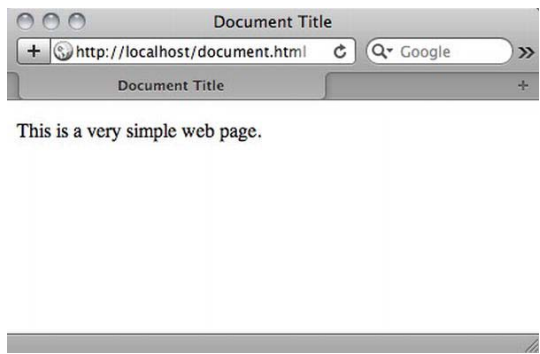 Document Title
+ http://localhost/document.html Google »
Document Title +
This is a very simple web page.